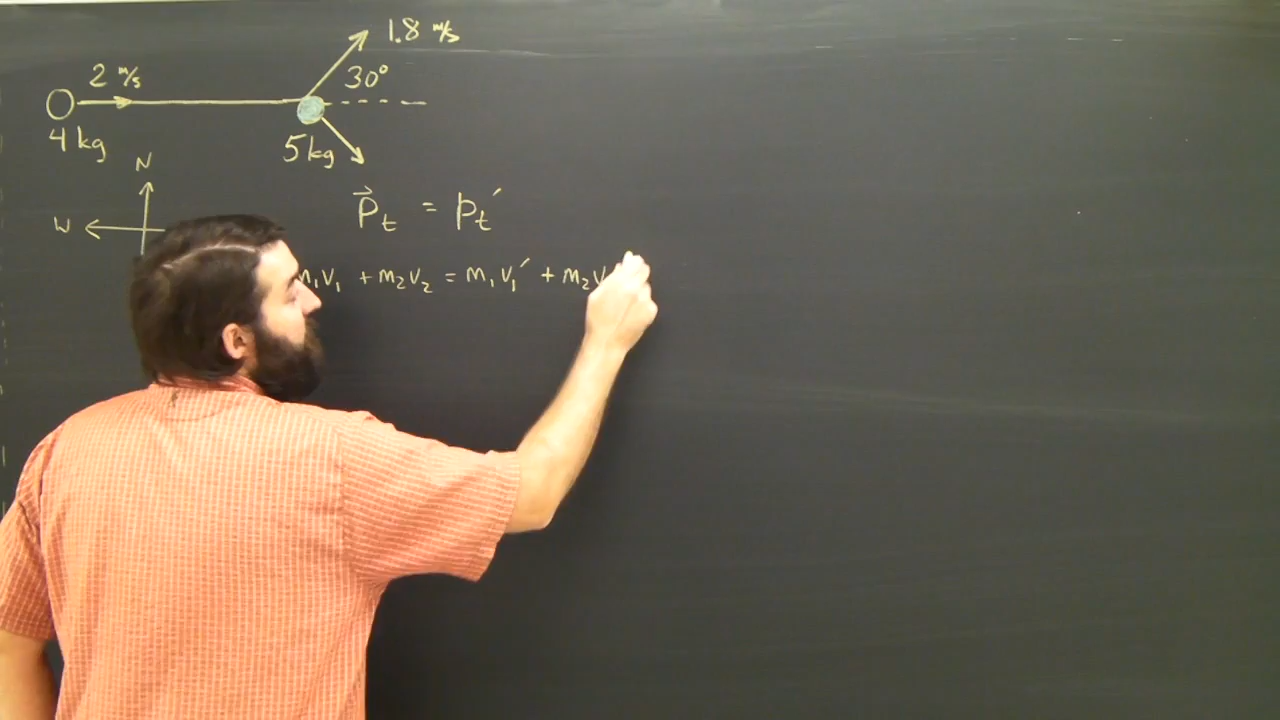 1.8 m/s
2 m/s
30°
4 kg
5 kg
N
W
p⃗ₜ = pₜ′
m₁v₁ + m₂v₂ = m₁v₁′ + m₂v